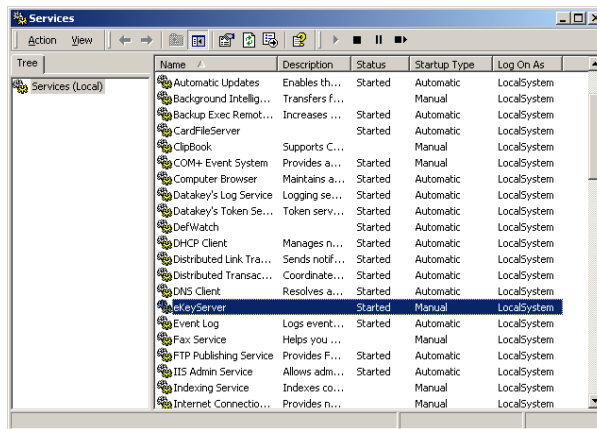 Services
Action View
Tree
Services (Local)
Name Description Status Startup Type Log On As
Automatic Updates Enables th... Started Automatic LocalSystem
Background Intellig... Transfers f... Manual LocalSystem
Backup Exec Remot... Increases ... Started Automatic LocalSystem
CardFileServer Started Automatic LocalSystem
ClipBook Supports C... Manual LocalSystem
COM+ Event System Provides a... Started Manual LocalSystem
Computer Browser Maintains a... Started Automatic LocalSystem
Datakey's Log Service Logging se... Started Automatic LocalSystem
Datakey's Token Se... Token serv... Started Automatic LocalSystem
DefWatch Started Automatic LocalSystem
DHCP Client Manages n... Started Automatic LocalSystem
Distributed Link Tra... Sends notif... Started Automatic LocalSystem
Distributed Transac... Coordinate... Started Automatic LocalSystem
DNS Client Resolves a... Started Automatic LocalSystem
eKeyServer Started Manual LocalSystem
Event Log Logs event... Started Automatic LocalSystem
Fax Service Helps you ... Manual LocalSystem
FTP Publishing Service Provides F... Started Automatic LocalSystem
IIS Admin Service Allows adm... Started Automatic LocalSystem
Indexing Service Indexes co... Manual LocalSystem
Internet Connectio... Provides n... Manual LocalSystem